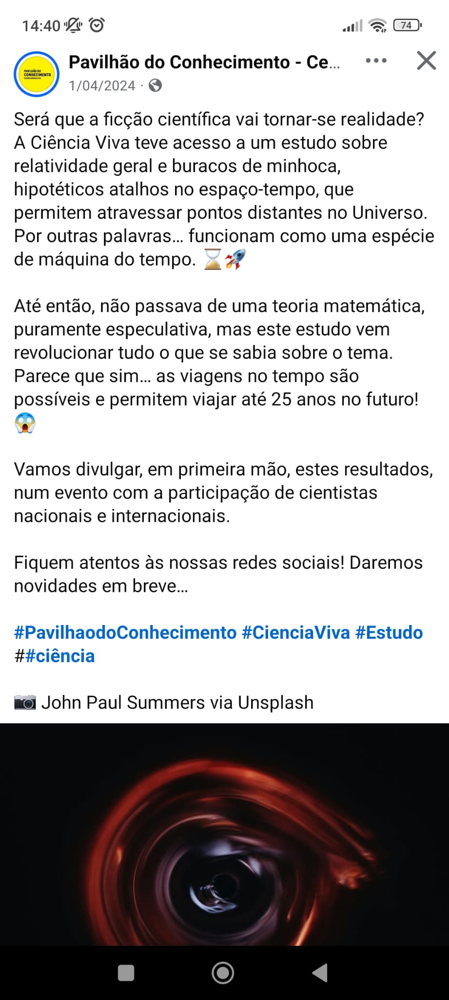 14:40
74
PAVILHÃO DO
CONHECIMENTO
Pavilhão do Conhecimento - Ce...
1/04/2024 ·
Será que a ficção científica vai tornar-se realidade?
A Ciência Viva teve acesso a um estudo sobre
relatividade geral e buracos de minhoca,
hipotéticos atalhos no espaço-tempo, que
permitem atravessar pontos distantes no Universo.
Por outras palavras... funcionam como uma espécie
de máquina do tempo. ⏳🚀
Até então, não passava de uma teoria matemática,
puramente especulativa, mas este estudo vem
revolucionar tudo o que se sabia sobre o tema.
Parece que sim... as viagens no tempo são
possíveis e permitem viajar até 25 anos no futuro!
😱
Vamos divulgar, em primeira mão, estes resultados,
num evento com a participação de cientistas
nacionais e internacionais.
Fiquem atentos às nossas redes sociais! Daremos
novidades em breve...
#PavilhaodoConhecimento #CienciaViva #Estudo
##ciência
📷 John Paul Summers via Unsplash